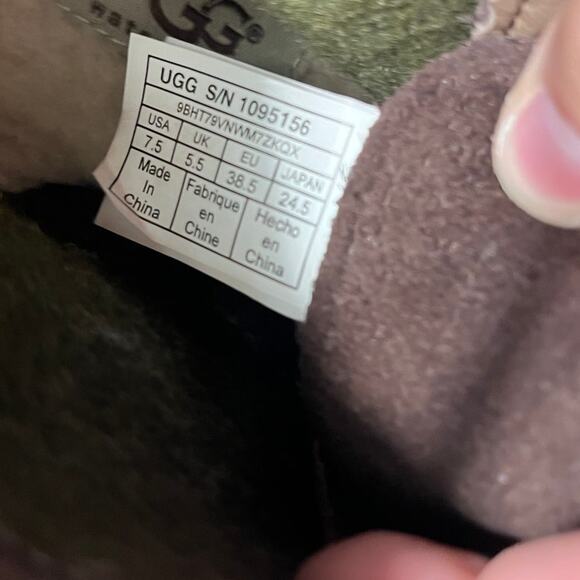 UGG®
wate
UGG S/N 1095156
9BHT79VNWM7ZKQX
USA UK EU JAPAN
7.5 5.5 38.5 24.5
Made In China
Fabrique en Chine
Hecho en China